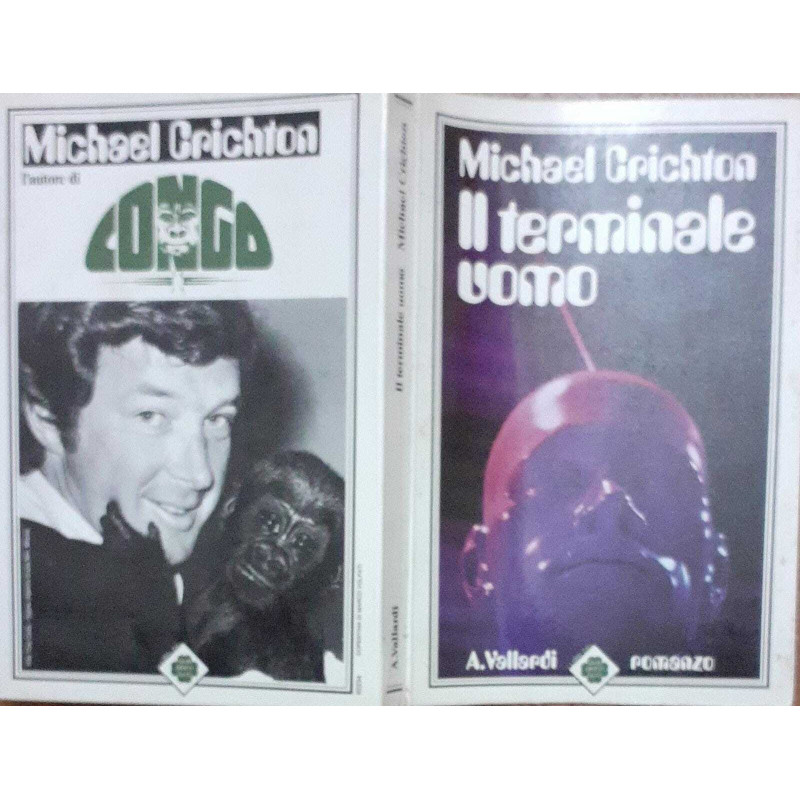 Michael Crichton
l'autore di
CONGO
Il terminale uomo Michael Crichton
A. Vallardi
Michael Crichton
Il terminale
uomo
A. Vallardi
romanzo